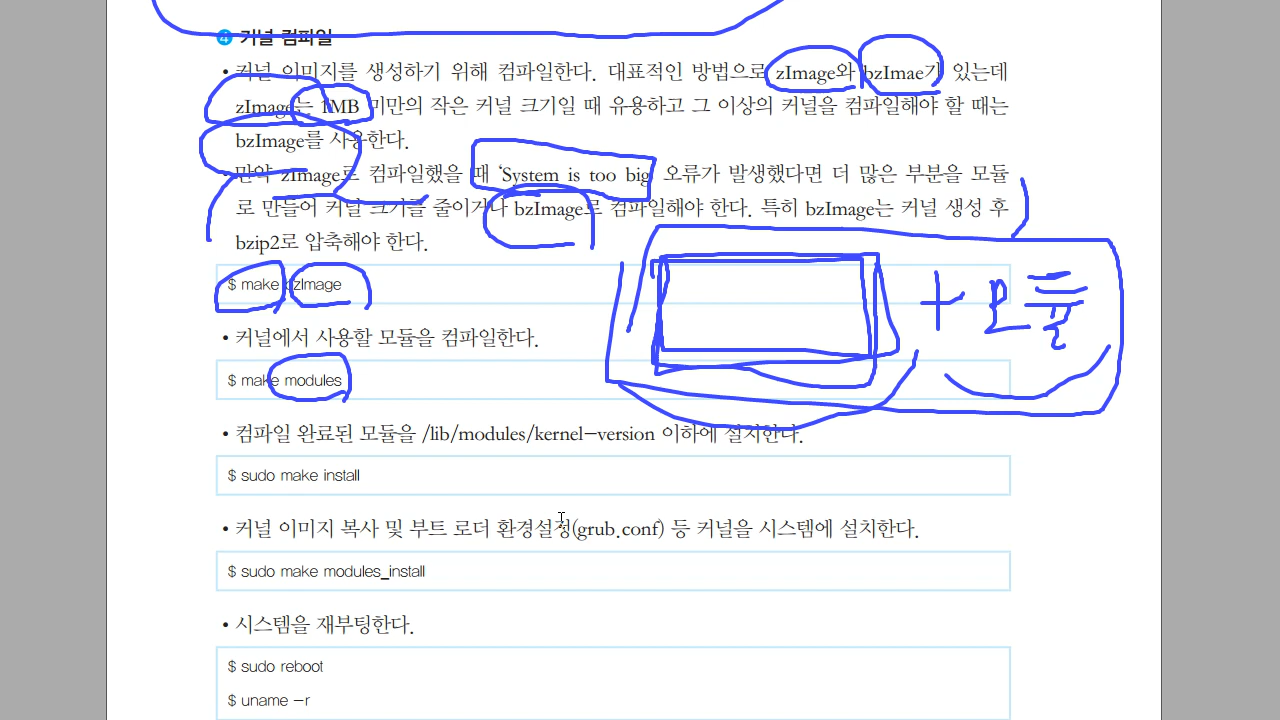 4 커널 컴파일
• 커널 이미지를 생성하기 위해 컴파일한다. 대표적인 방법으로 zImage와 bzImae가 있는데
zImage는 1MB 미만의 작은 커널 크기일 때 유용하고 그 이상의 커널을 컴파일해야 할 때는
bzImage를 사용한다.
• 만약 zImage로 컴파일했을 때 ‘System is too big’ 오류가 발생했다면 더 많은 부분을 모듈
로 만들어 커널 크기를 줄이거나 bzImage로 컴파일해야 한다. 특히 bzImage는 커널 생성 후
bzip2로 압축해야 한다.
$ make bzImage
+
• 커널에서 사용할 모듈을 컴파일한다.
$ make modules
• 컴파일 완료된 모듈을 /lib/modules/kernel-version 이하에 설치한다.
$ sudo make install
• 커널 이미지 복사 및 부트 로더 환경설정(grub.conf) 등 커널을 시스템에 설치한다.
$ sudo make modules_install
• 시스템을 재부팅한다.
$ sudo reboot
$ uname -r